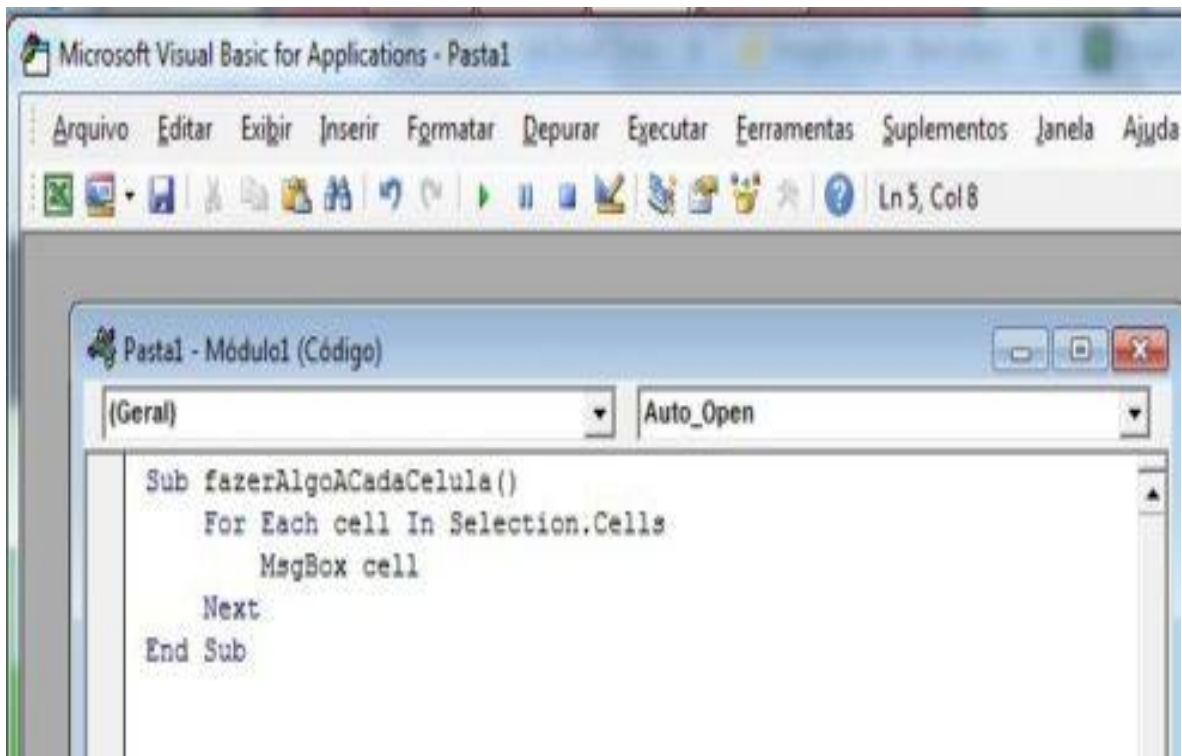 Microsoft Visual Basic for Applications - Pasta1
Arquivo Editar Exibir Inserir Formatar Depurar Executar Ferramentas Suplementos Janela Ajuda
Ln 5, Col 8
Pasta1 - Módulo1 (Código)
(Geral) Auto_Open
Sub fazerAlgoACadaCelula()
For Each cell In Selection.Cells
MsgBox cell
Next
End Sub